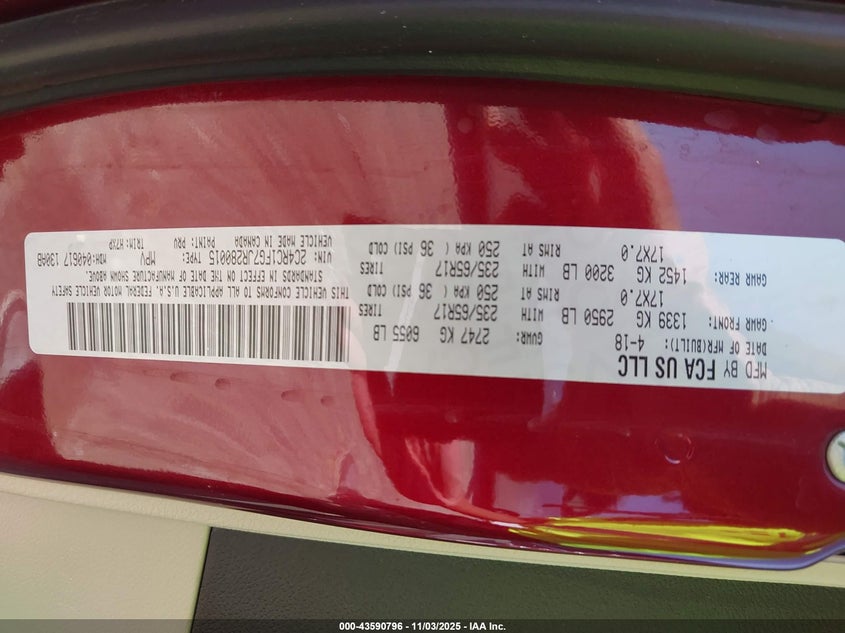 MFD BY FCA US LLC
DATE OF MFR(BUILT): 4-18
GVWR: 2747 KG 6055 LB
GAWR FRONT: 1339 KG 2950 LB WITH TIRES 235/65R17
17X7.0 RIMS AT 250 KPA ( 36 PSI) COLD
GAWR REAR: 1452 KG 3200 LB WITH TIRES 235/65R17
17X7.0 RIMS AT 250 KPA ( 36 PSI) COLD
THIS VEHICLE CONFORMS TO ALL APPLICABLE U.S.A. FEDERAL MOTOR VEHICLE SAFETY
STANDARDS IN EFFECT ON THE DATE OF MANUFACTURE SHOWN ABOVE.
VIN: 2C4RC1FG7JR280015 TYPE: MPV MDH:040617 130AB
VEHICLE MADE IN CANADA PAINT: PRV TRIM:H7XP
000-43590796 - 11/03/2025 - IAA Inc.